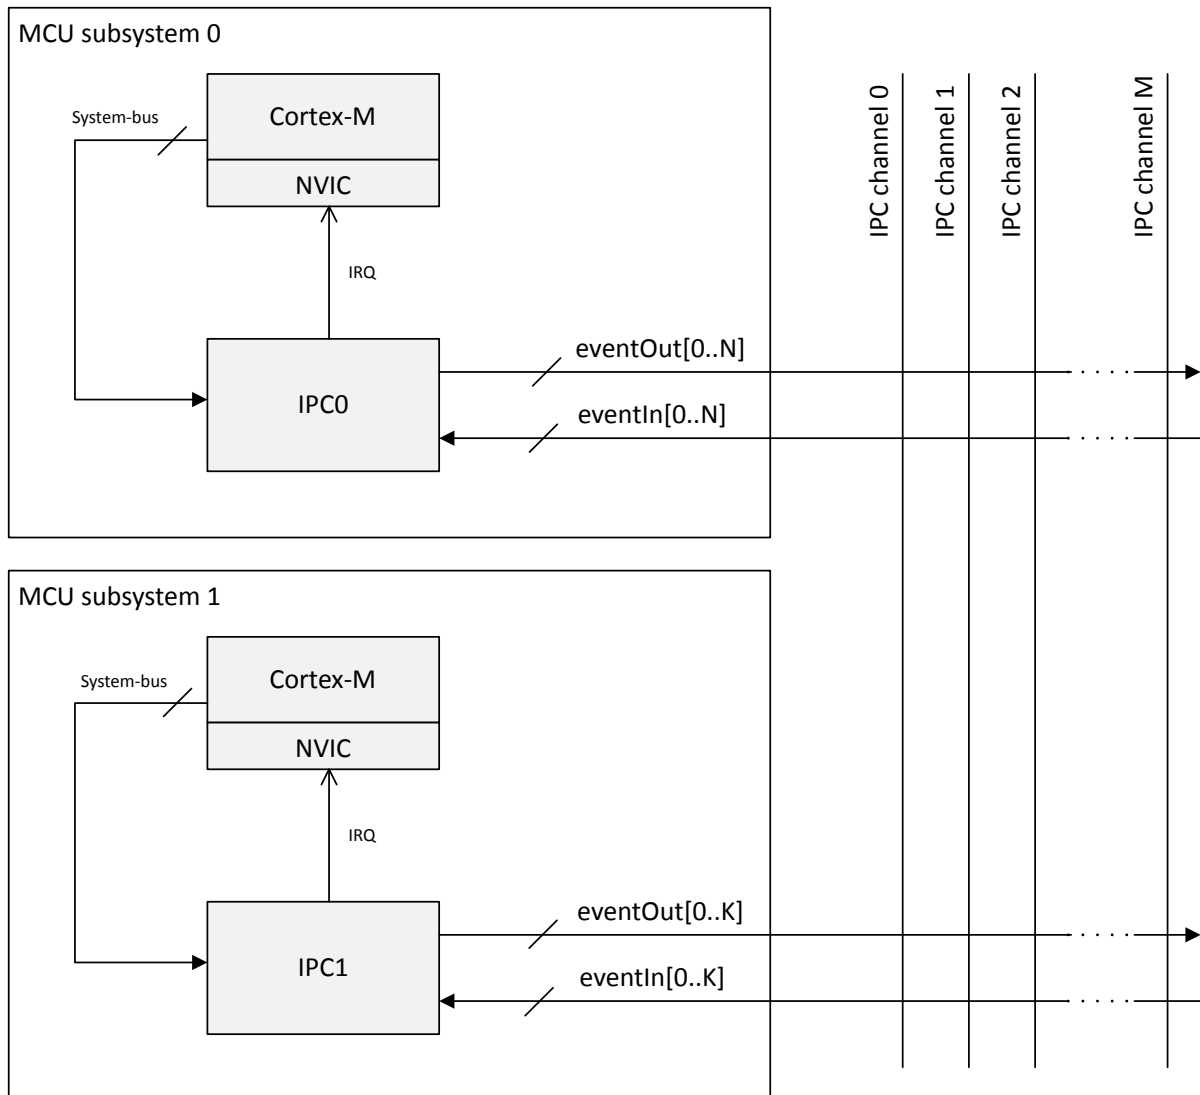 MCU subsystem 0
Cortex-M
System-bus
NVIC
IRQ
IPC0
eventOut[0..N]
eventIn[0..N]
IPC channel 0
IPC channel 1
IPC channel 2
IPC channel M
MCU subsystem 1
Cortex-M
System-bus
NVIC
IRQ
IPC1
eventOut[0..K]
eventIn[0..K]